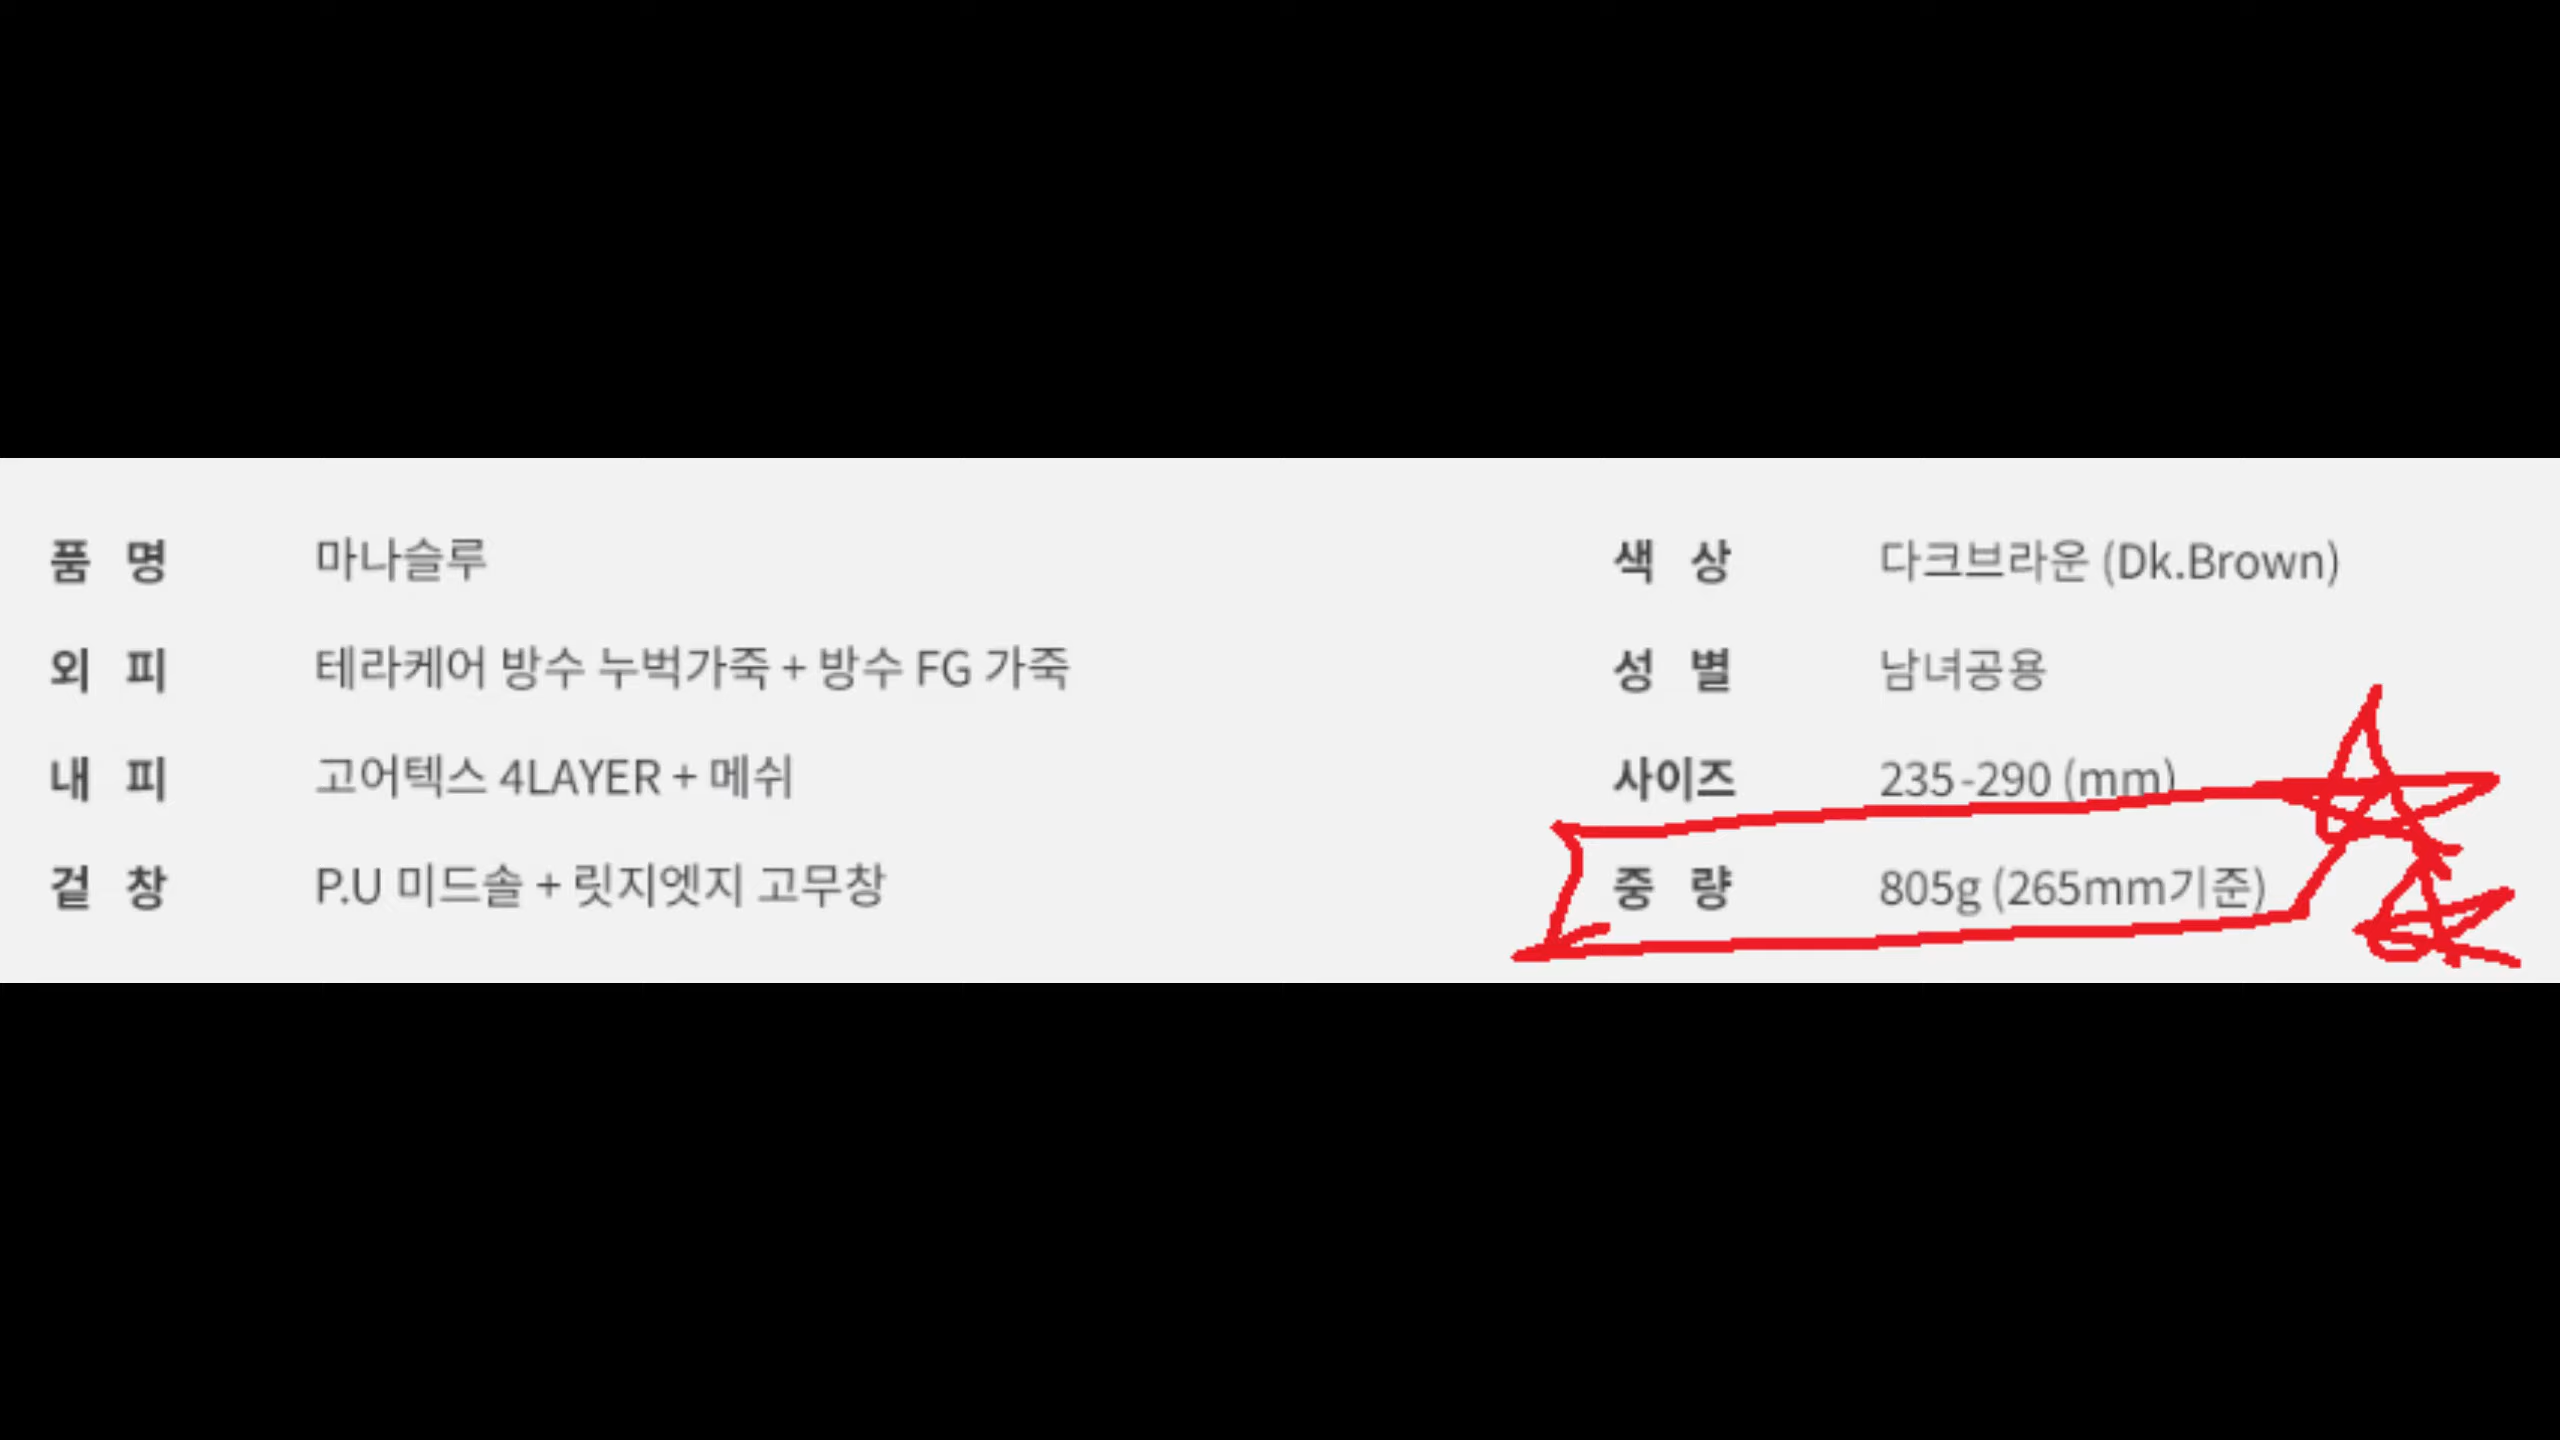 품 명 마나슬루
외 피 테라케어 방수 누벅가죽 + 방수 FG 가죽
내 피 고어텍스 4LAYER + 메쉬
겉 창 P.U 미드솔 + 릿지엣지 고무창
색 상 다크브라운 (Dk.Brown)
성 별 남녀공용
사이즈 235-290 (mm)
중 량 805g (265mm기준)